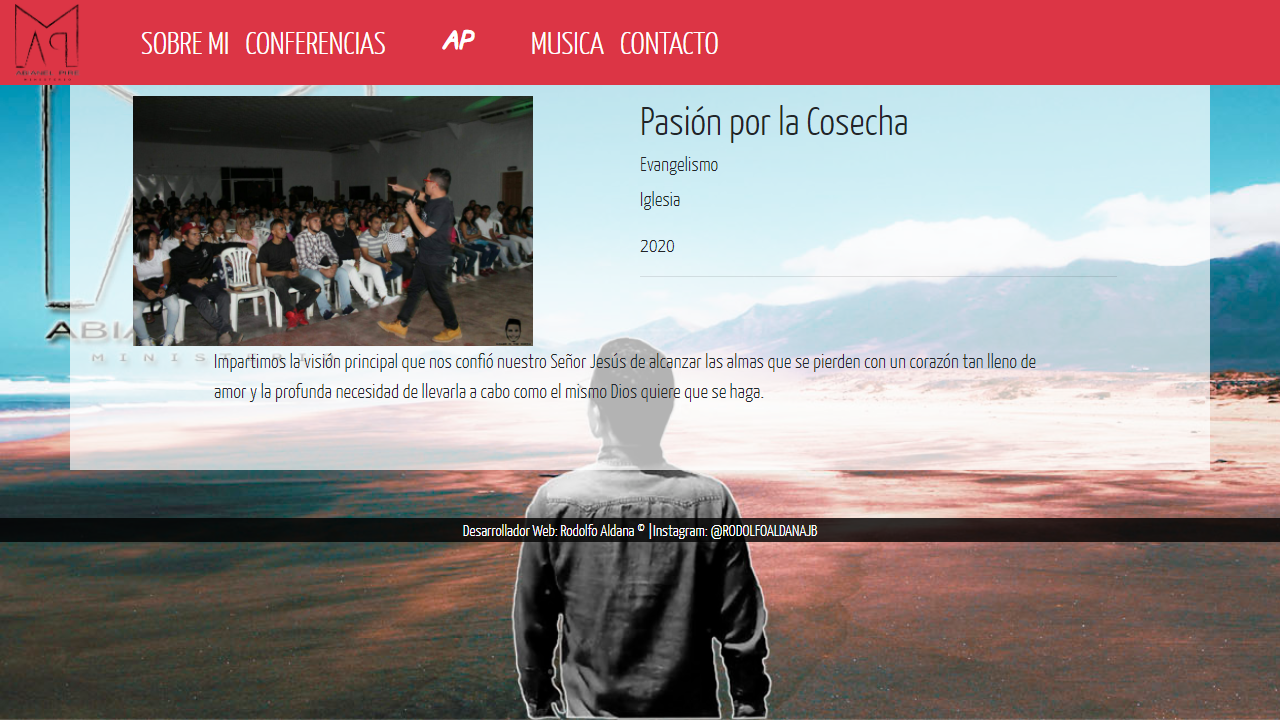 SOBRE MI CONFERENCIAS AP MUSICA CONTACTO
Pasión por la Cosecha
Evangelismo
Iglesia
2020
ABIA
MINISTERIO
Impartimos la visión principal que nos confió nuestro Señor Jesús de alcanzar las almas que se pierden con un corazón tan lleno de
amor y la profunda necesidad de llevarla a cabo como el mismo Dios quiere que se haga.
Desarrollador Web: Rodolfo Aldana © |Instagram: @RODOLFOALDANAJB